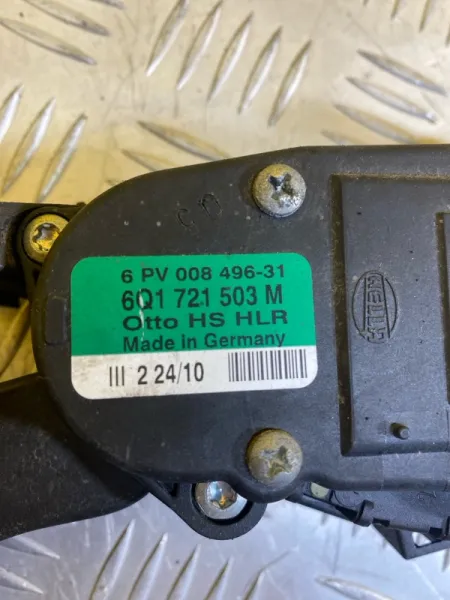 6 PV 008 496-31
6Q1 721 503 M
Otto HS HLR
Made in Germany
III 2 24/10
HELLA